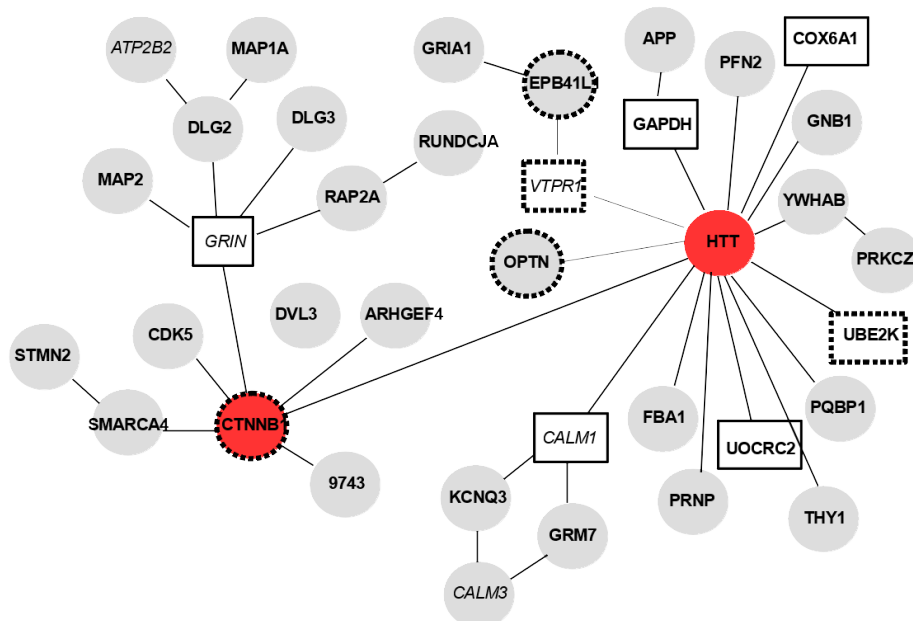 ATP2B2
MAP1A
GRIA1
APP
COX6A1
PFN2
EPB41L
DLG2
DLG3
GAPDH
GNB1
RUNDCJA
MAP2
RAP2A
VTPR1
YWHAB
GRIN
HTT
OPTN
PRKCZ
DVL3
ARHGEF4
CDK5
UBE2K
STMN2
SMARCA4
CTNNB1
FBA1
PQBP1
CALM1
UOCRC2
9743
KCNQ3
PRNP
THY1
GRM7
CALM3